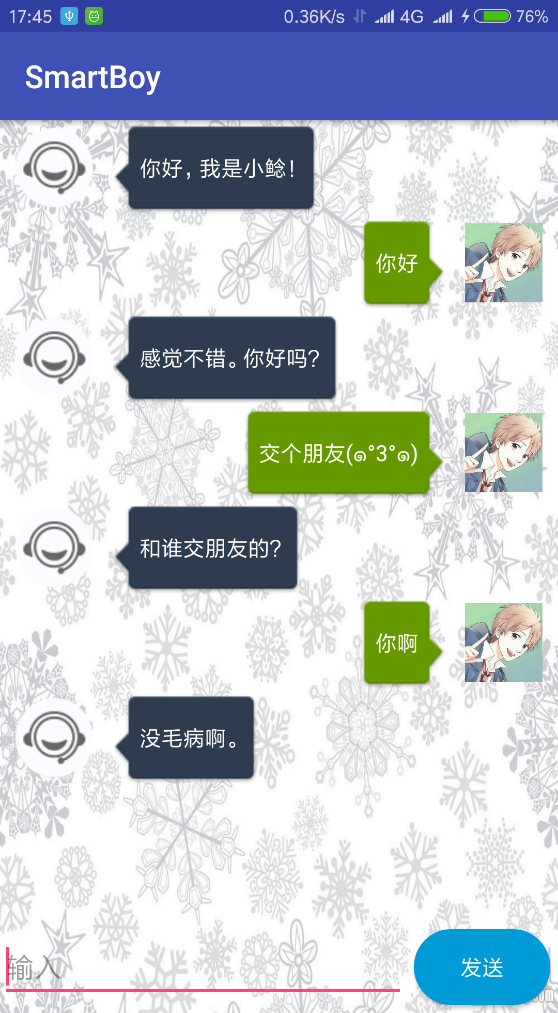 17:45 0.36K/s 4G 76%
SmartBoy
你好，我是小鲶！
你好
感觉不错。你好吗？
交个朋友(๑°3°๑)
和谁交朋友的？
你啊
没毛病啊。
输入
发送